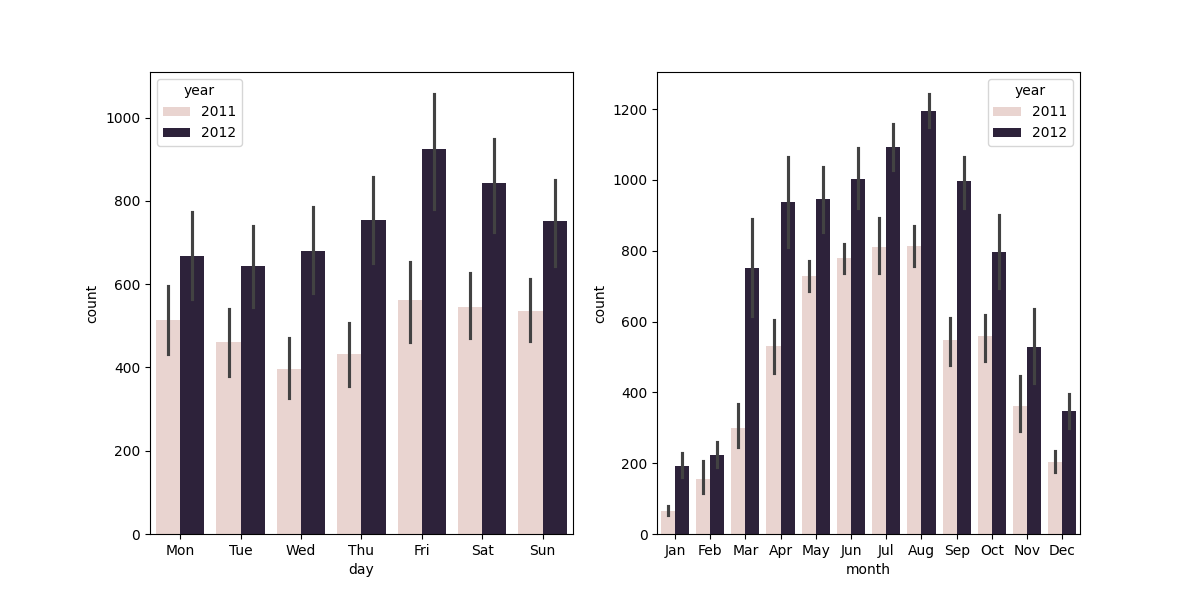 year
2011
2012
count
1000
800
600
400
200
0
Mon Tue Wed Thu Fri Sat Sun
day
year
2011
2012
count
1200
1000
800
600
400
200
0
Jan Feb Mar Apr May Jun Jul Aug Sep Oct Nov Dec
month